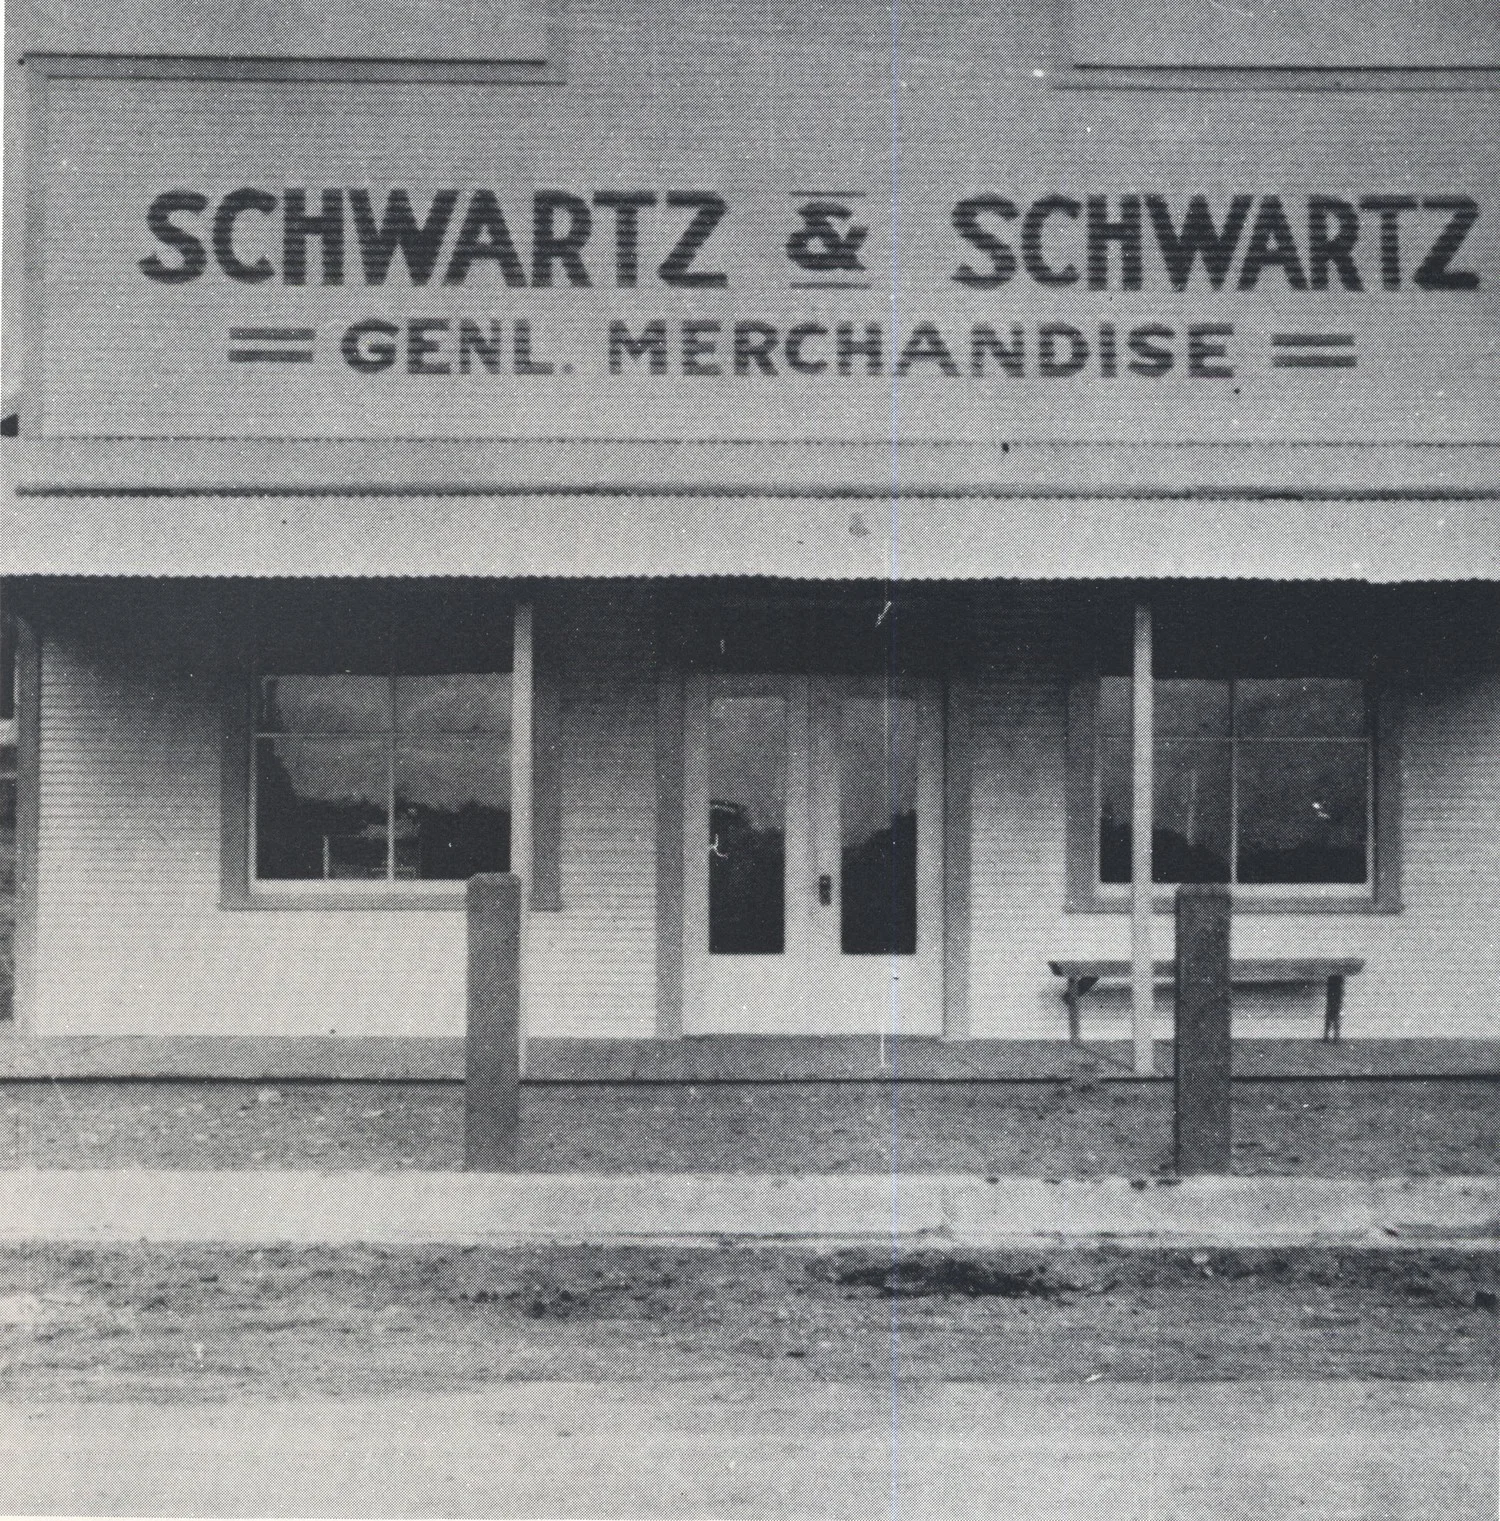 SCHWARTZ & SCHWARTZ
= GENL. MERCHANDISE =